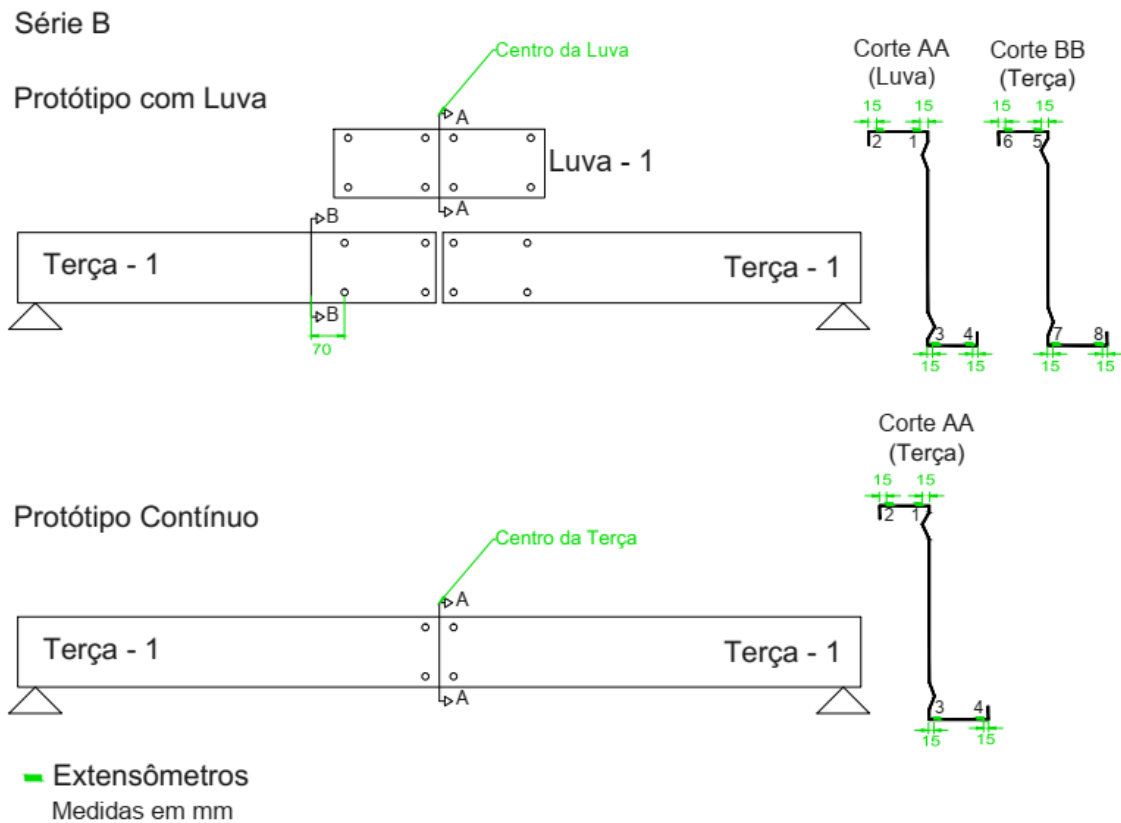 Série B
Centro da Luva
Corte AA
(Luva)
Corte BB
(Terça)
Protótipo com Luva
15 15
15 15
A
2 1
6 5
Luva - 1
A
B
Terça - 1
Terça - 1
B
70
3 4
7 8
15 15
15 15
Corte AA
(Terça)
15 15
2 1
Protótipo Contínuo
Centro da Terça
A
Terça - 1
Terça - 1
A
3 4
15 15
Extensômetros
Medidas em mm